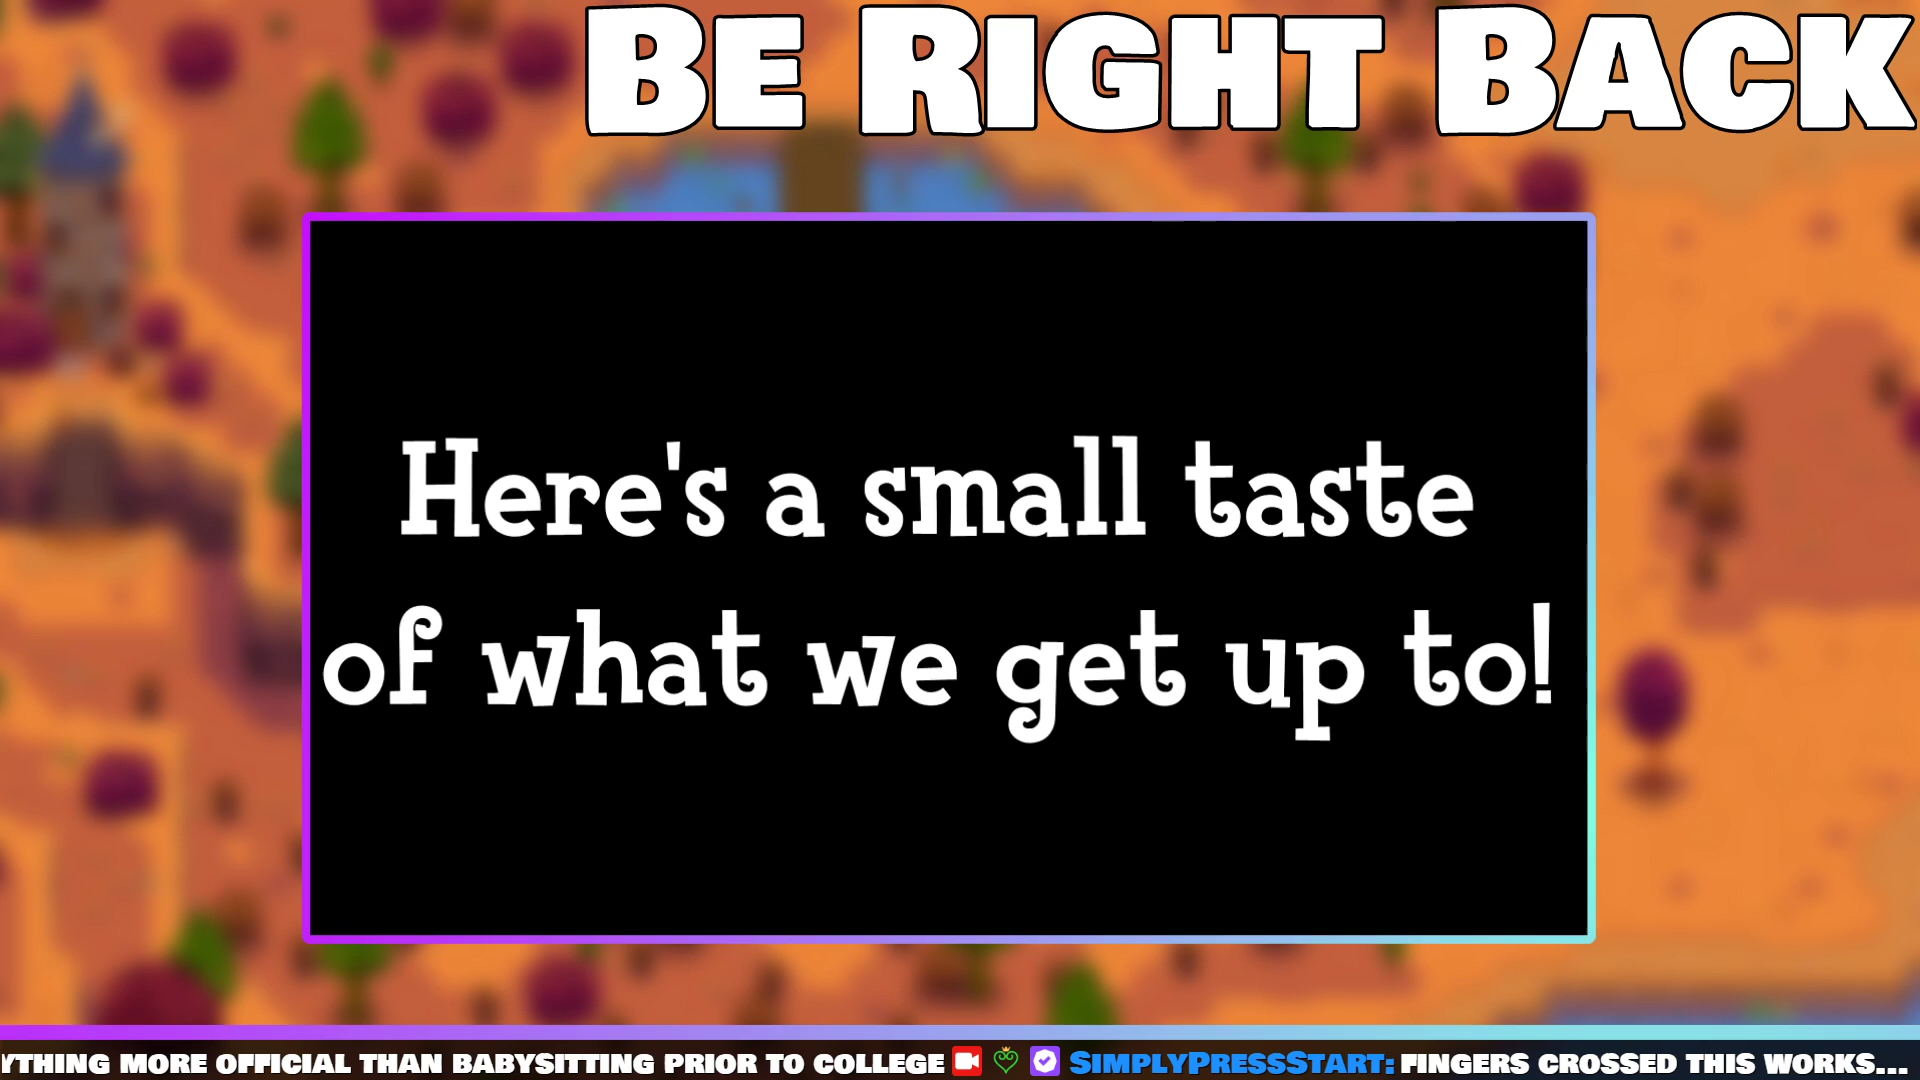 BE RIGHT BACK
Here's a small taste
of what we get up to!
YTHING MORE OFFICIAL THAN BABYSITTING PRIOR TO COLLEGE SIMPLYPRESSSTART: FINGERS CROSSED THIS WORKS...